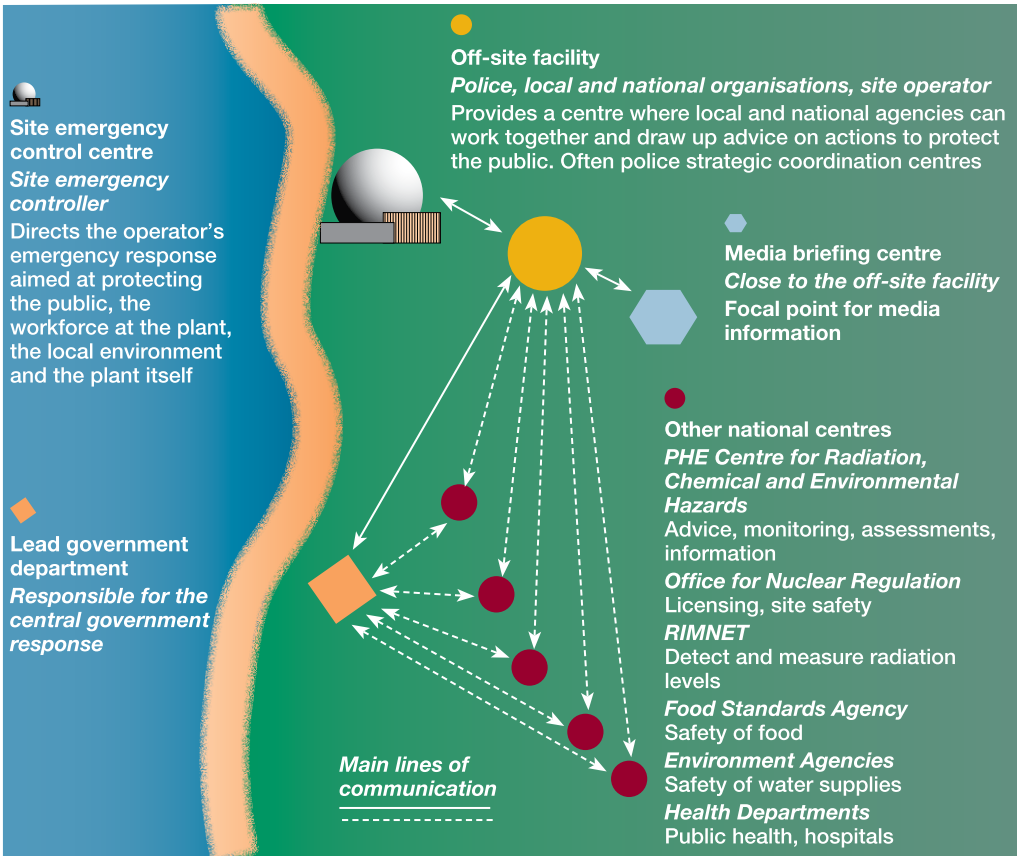 Site emergency
control centre
Site emergency
controller
Directs the operator's
emergency response
aimed at protecting
the public, the
workforce at the plant,
the local environment
and the plant itself
Lead government
department
Responsible for the
central government
response
Off-site facility
Police, local and national organisations, site operator
Provides a centre where local and national agencies can
work together and draw up advice on actions to protect
the public. Often police strategic coordination centres
Media briefing centre
Close to the off-site facility
Focal point for media
information
Other national centres
PHE Centre for Radiation,
Chemical and Environmental
Hazards
Advice, monitoring, assessments,
information
Office for Nuclear Regulation
Licensing, site safety
RIMNET
Detect and measure radiation
levels
Food Standards Agency
Safety of food
Environment Agencies
Safety of water supplies
Health Departments
Public health, hospitals
Main lines of
communication